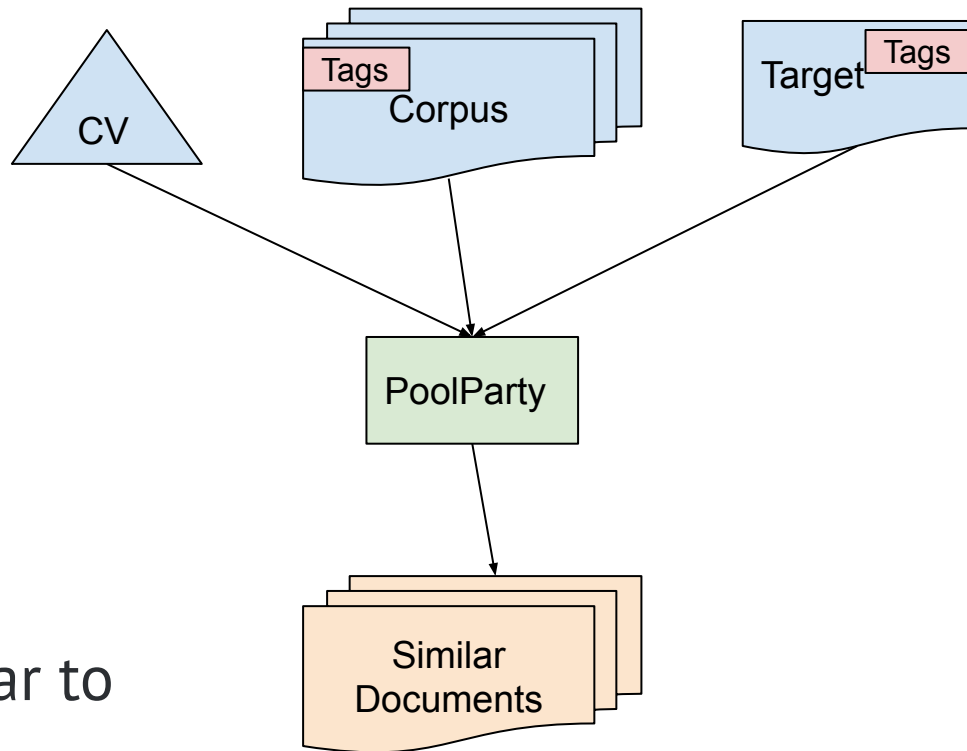 CV
Tags
Corpus
Target
Tags
PoolParty
Similar
Documents
ar to